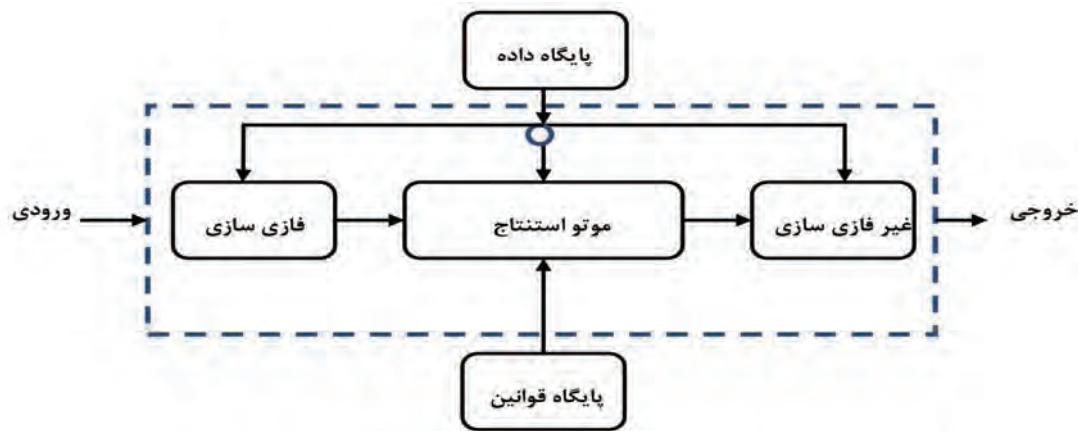 پایگاه داده
ورودی
فازی سازی
موتو استنتاج
غیر فازی سازی
خروجی
پایگاه قوانین